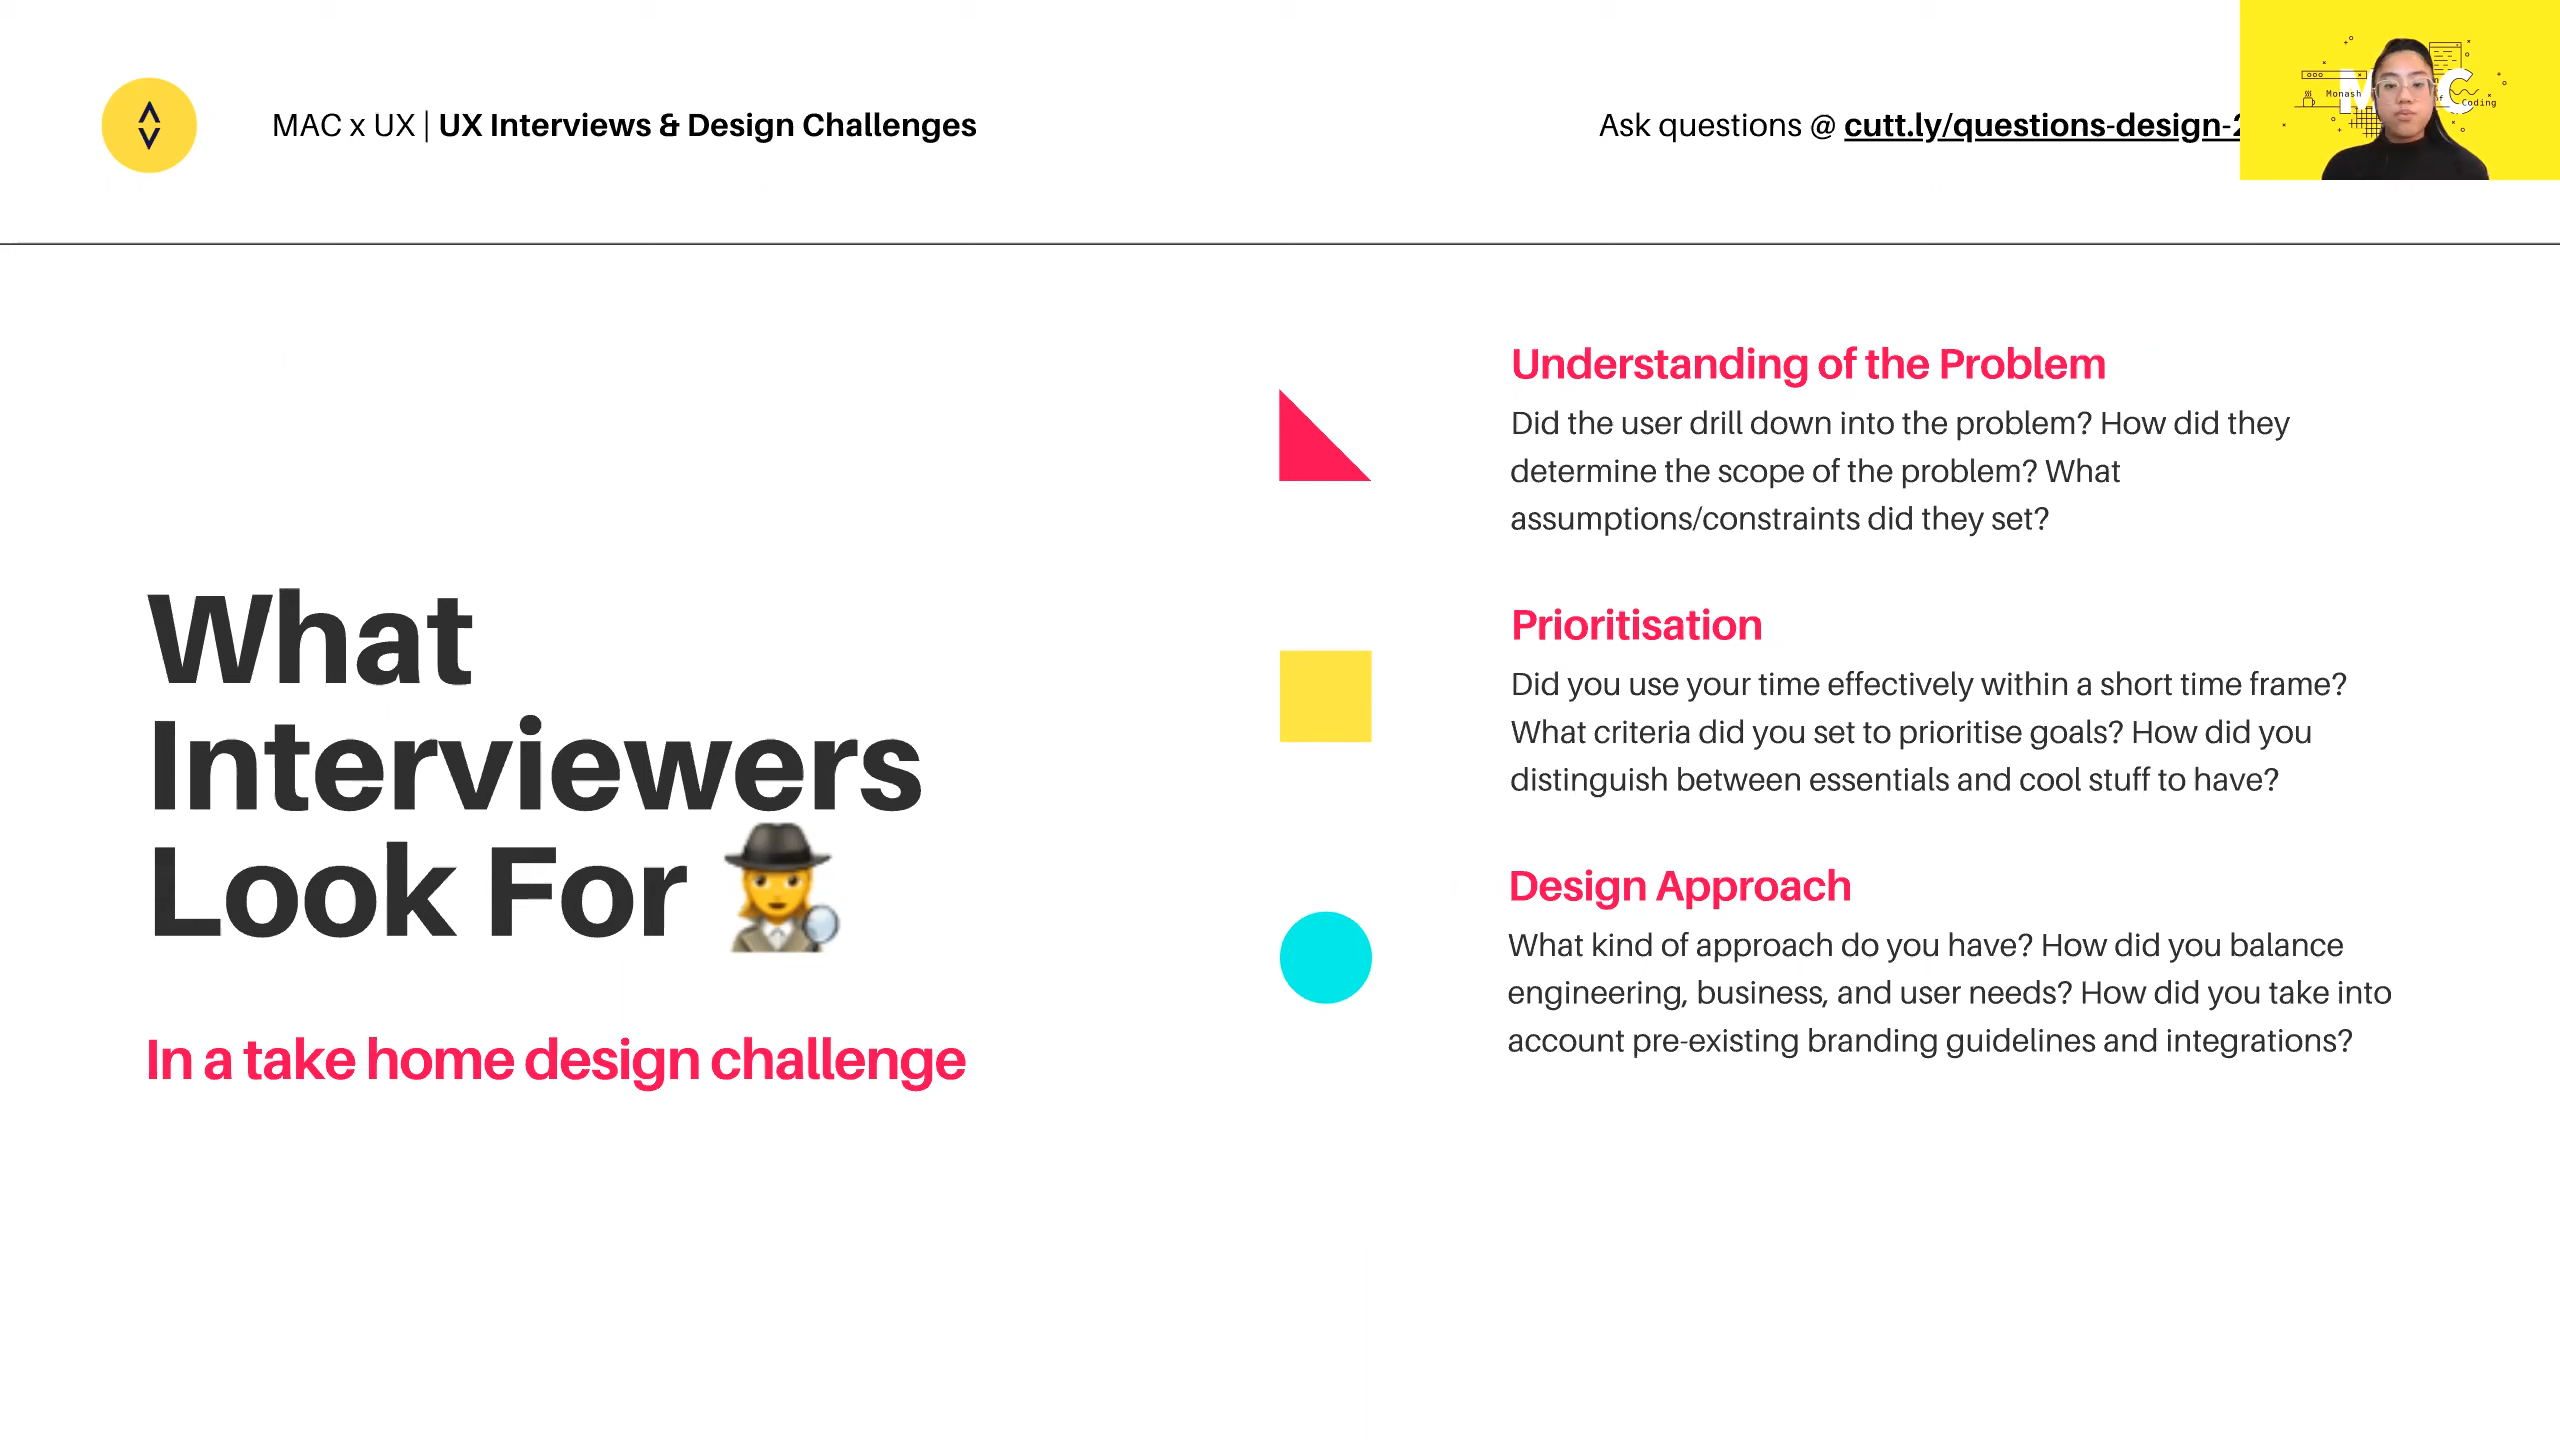 MAC x UX | UX Interviews & Design Challenges
Ask questions @ cutt.ly/questions-design-2
Monash
of
Coding
What
Interviewers
Look For
In a take home design challenge
Understanding of the Problem
Did the user drill down into the problem? How did they
determine the scope of the problem? What
assumptions/constraints did they set?
Prioritisation
Did you use your time effectively within a short time frame?
What criteria did you set to prioritise goals? How did you
distinguish between essentials and cool stuff to have?
Design Approach
What kind of approach do you have? How did you balance
engineering, business, and user needs? How did you take into
account pre-existing branding guidelines and integrations?